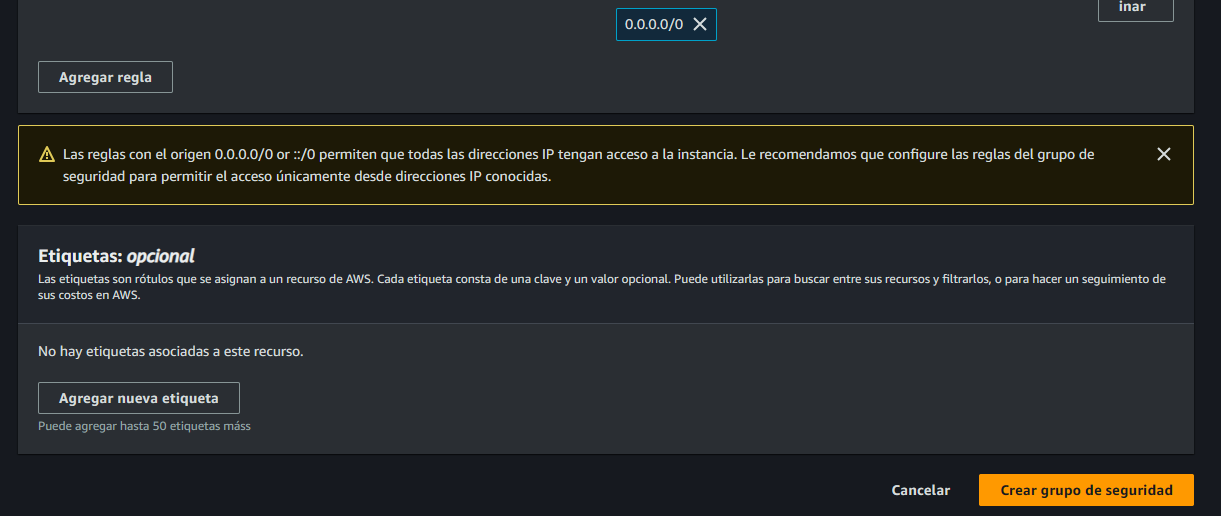 inar
0.0.0.0/0
Agregar regla
Las reglas con el origen 0.0.0.0/0 or ::/0 permiten que todas las direcciones IP tengan acceso a la instancia. Le recomendamos que configure las reglas del grupo de
seguridad para permitir el acceso únicamente desde direcciones IP conocidas.
Etiquetas: opcional
Las etiquetas son rótulos que se asignan a un recurso de AWS. Cada etiqueta consta de una clave y un valor opcional. Puede utilizarlas para buscar entre sus recursos y filtrarlos, o para hacer un seguimiento de
sus costos en AWS.
No hay etiquetas asociadas a este recurso.
Agregar nueva etiqueta
Puede agregar hasta 50 etiquetas máss
Cancelar
Crear grupo de seguridad